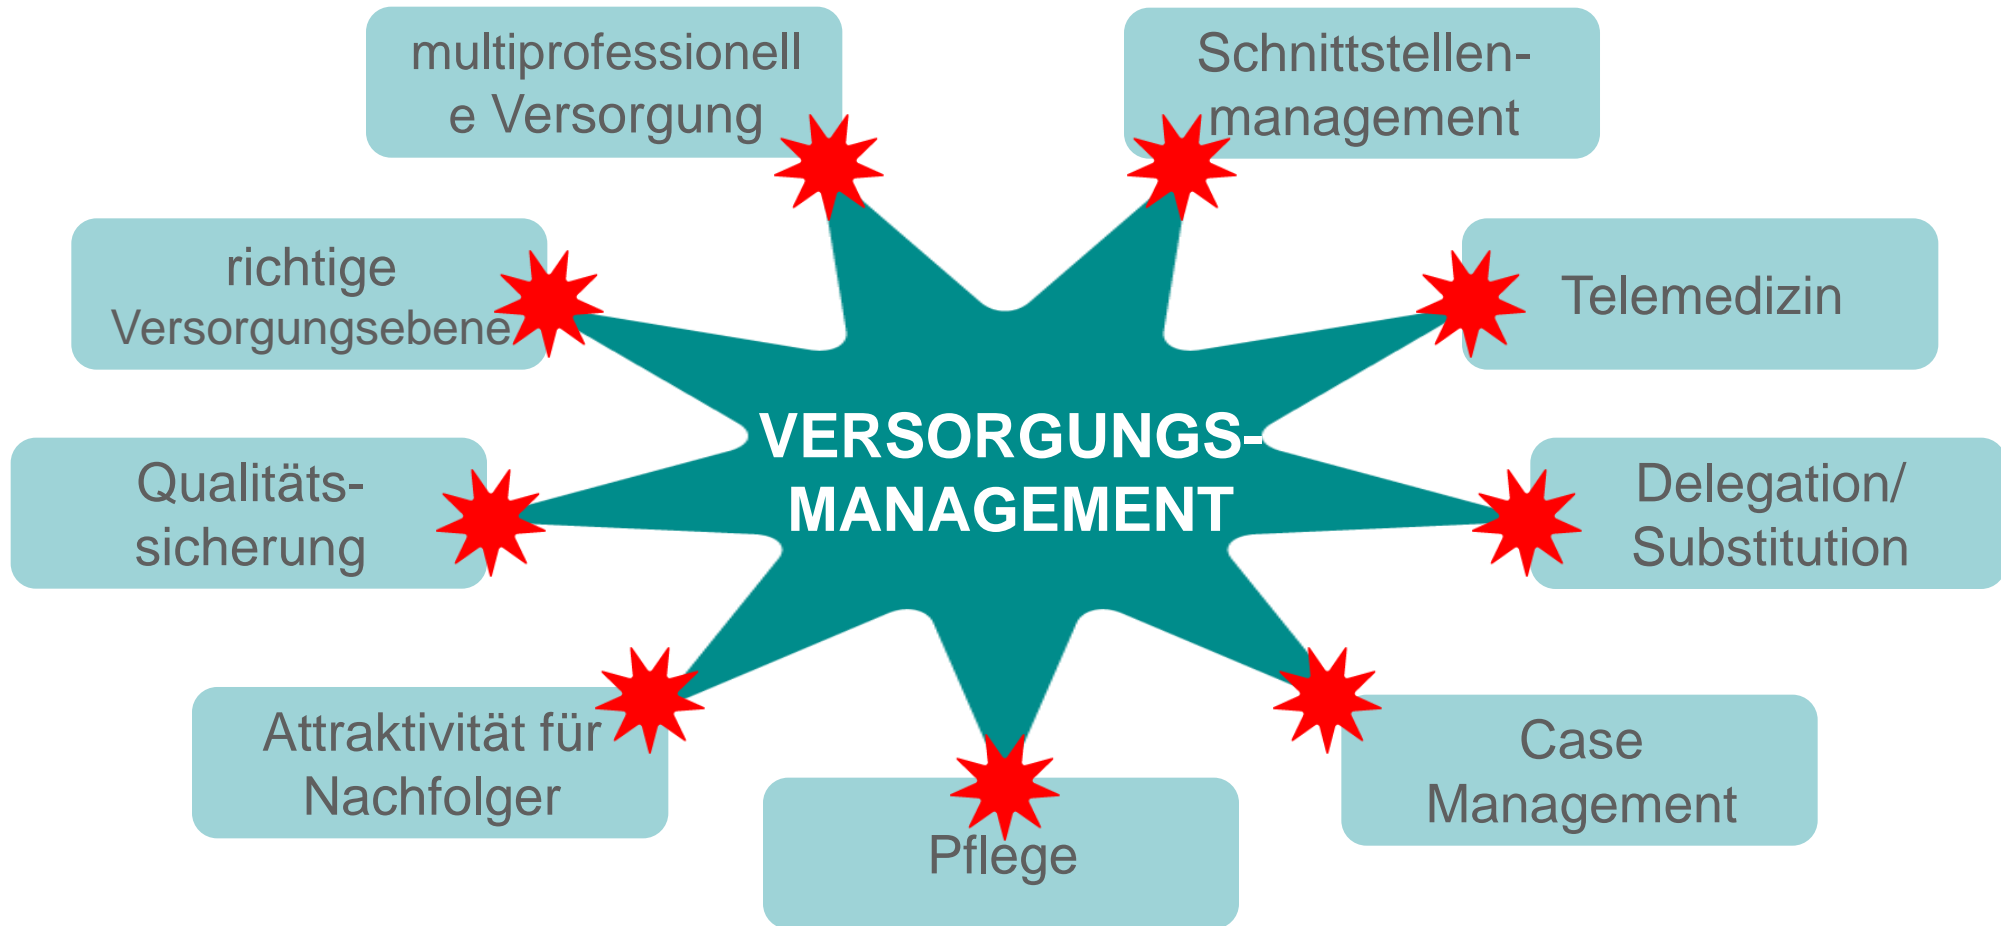 multiprofessionell
e Versorgung
Schnittstellen-
management
richtige
Versorgungsebene
Telemedizin
VERSORGUNGS-
MANAGEMENT
Qualitäts-
sicherung
Delegation/
Substitution
Attraktivität für
Nachfolger
Case
Management
Pflege